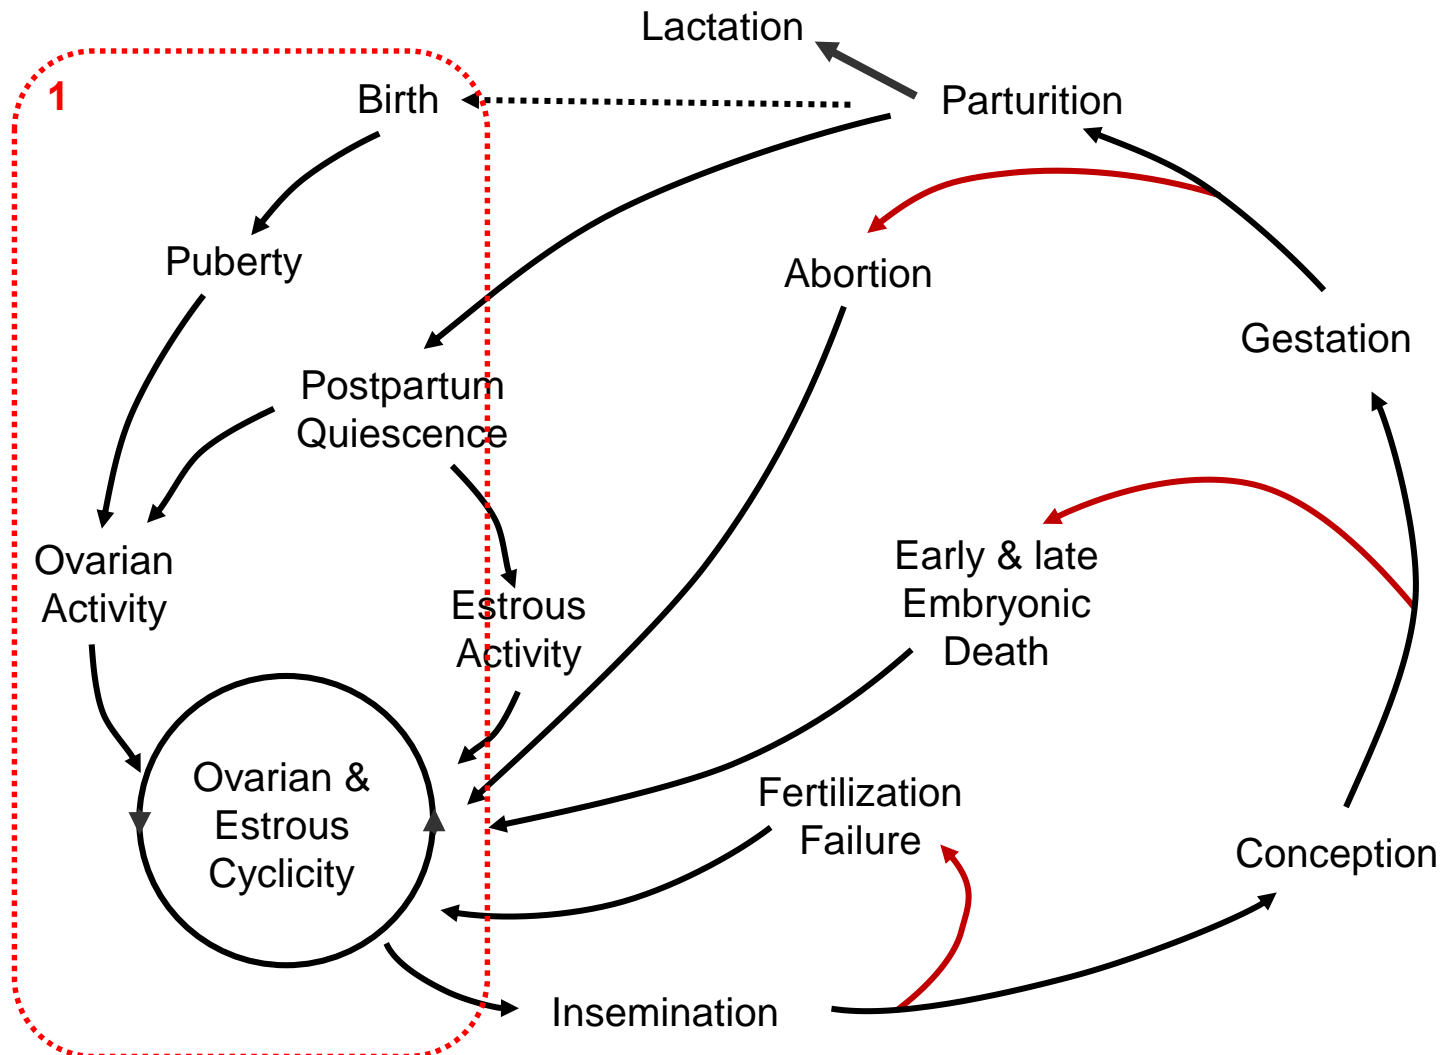 Lactation
1
Birth
Parturition
Puberty
Abortion
Gestation
Postpartum
Quiescence
Ovarian
Activity
Estrous
Activity
Early & late
Embryonic
Death
Ovarian &
Estrous
Cyclicity
Fertilization
Failure
Conception
Insemination